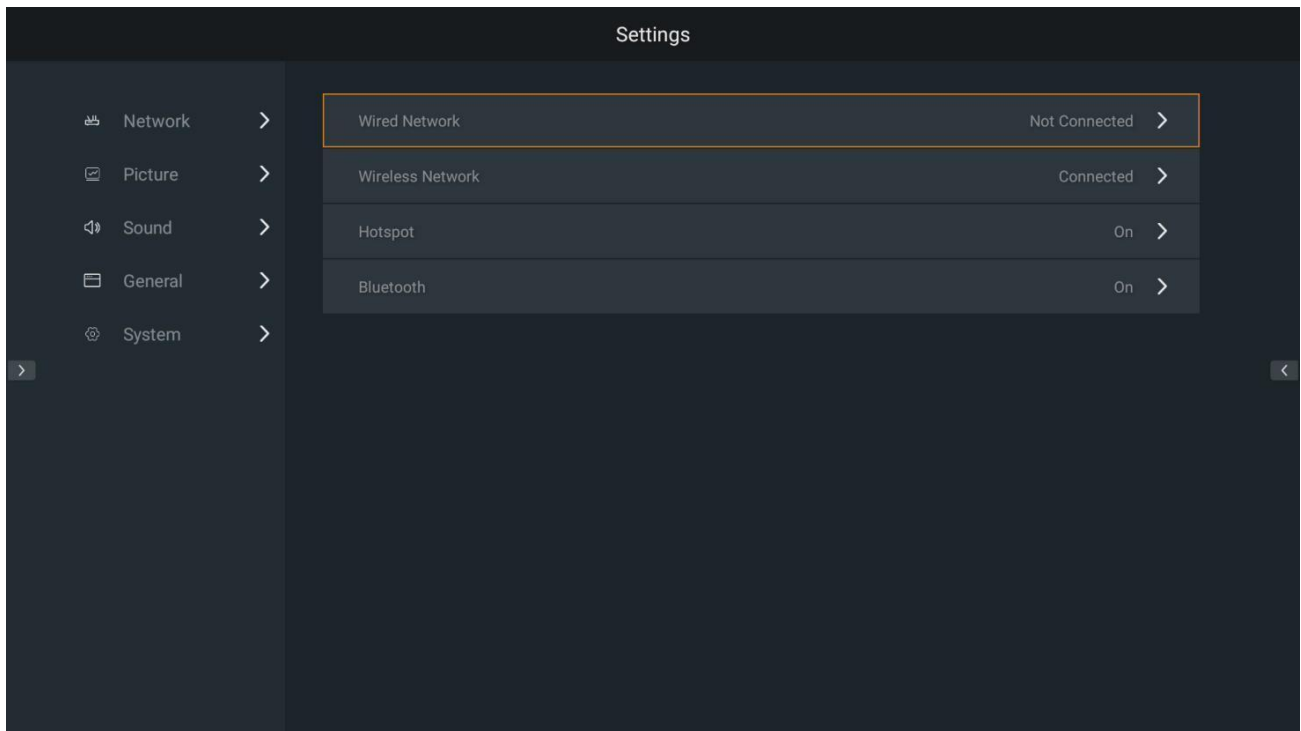 Settings
Network
Picture
Sound
General
System
Wired Network Not Connected
Wireless Network Connected
Hotspot On
Bluetooth On